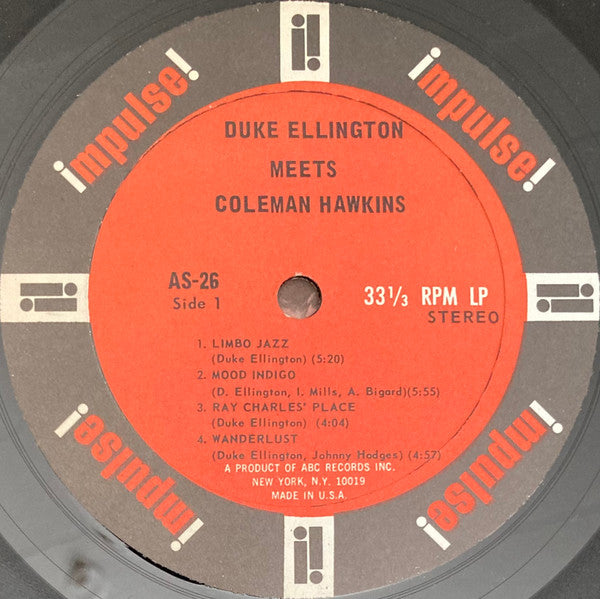 impulse!
impulse!
DUKE ELLINGTON
MEETS
COLEMAN HAWKINS
AS-26
Side 1
33 1/3 RPM LP
STEREO
1. LIMBO JAZZ
(Duke Ellington) (5:20)
2. MOOD INDIGO
(D. Ellington, I. Mills, A. Bigard)(5:55)
3. RAY CHARLES' PLACE
(Duke Ellington) (4:04)
4. WANDERLUST
(Duke Ellington, Johnny Hodges) (4:57)
A PRODUCT OF ABC RECORDS INC.
NEW YORK, N.Y. 10019
MADE IN U.S.A.
impulse!
impulse!